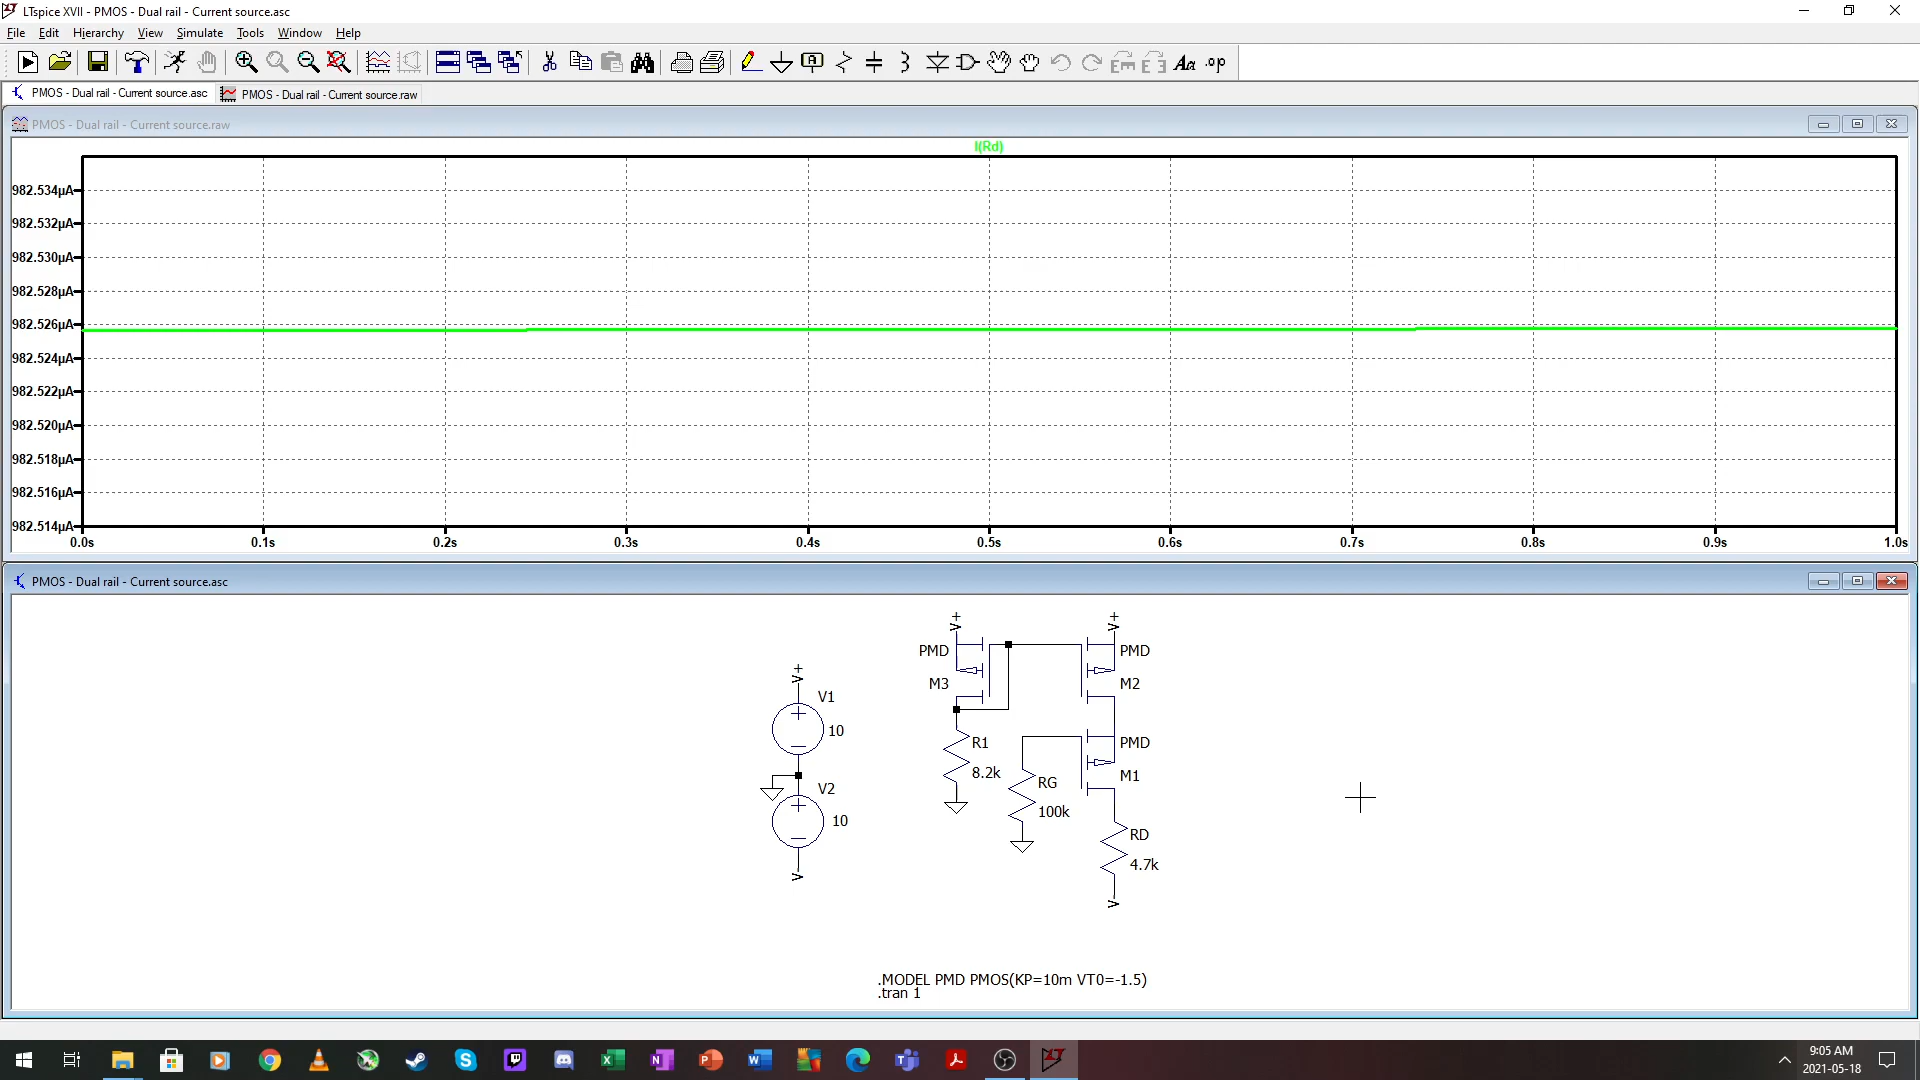 LTspice XVII - PMOS - Dual rail - Current source.asc
File Edit Hierarchy View Simulate Tools Window Help
PMOS - Dual rail - Current source.asc PMOS - Dual rail - Current source.raw
PMOS - Dual rail - Current source.raw
I(Rd)
982.534µA
982.532µA
982.530µA
982.528µA
982.526µA
982.524µA
982.522µA
982.520µA
982.518µA
982.516µA
982.514µA
0.0s 0.1s 0.2s 0.3s 0.4s 0.5s 0.6s 0.7s 0.8s 0.9s 1.0s
PMOS - Dual rail - Current source.asc
V+ V+
PMD PMD
M3 M2
V+
V1
10
R1 PMD
8.2k M1
RG
100k
V2
10
RD
4.7k
V-
V-
.MODEL PMD PMOS(KP=10m VT0=-1.5)
.tran 1
9:05 AM
2021-05-18